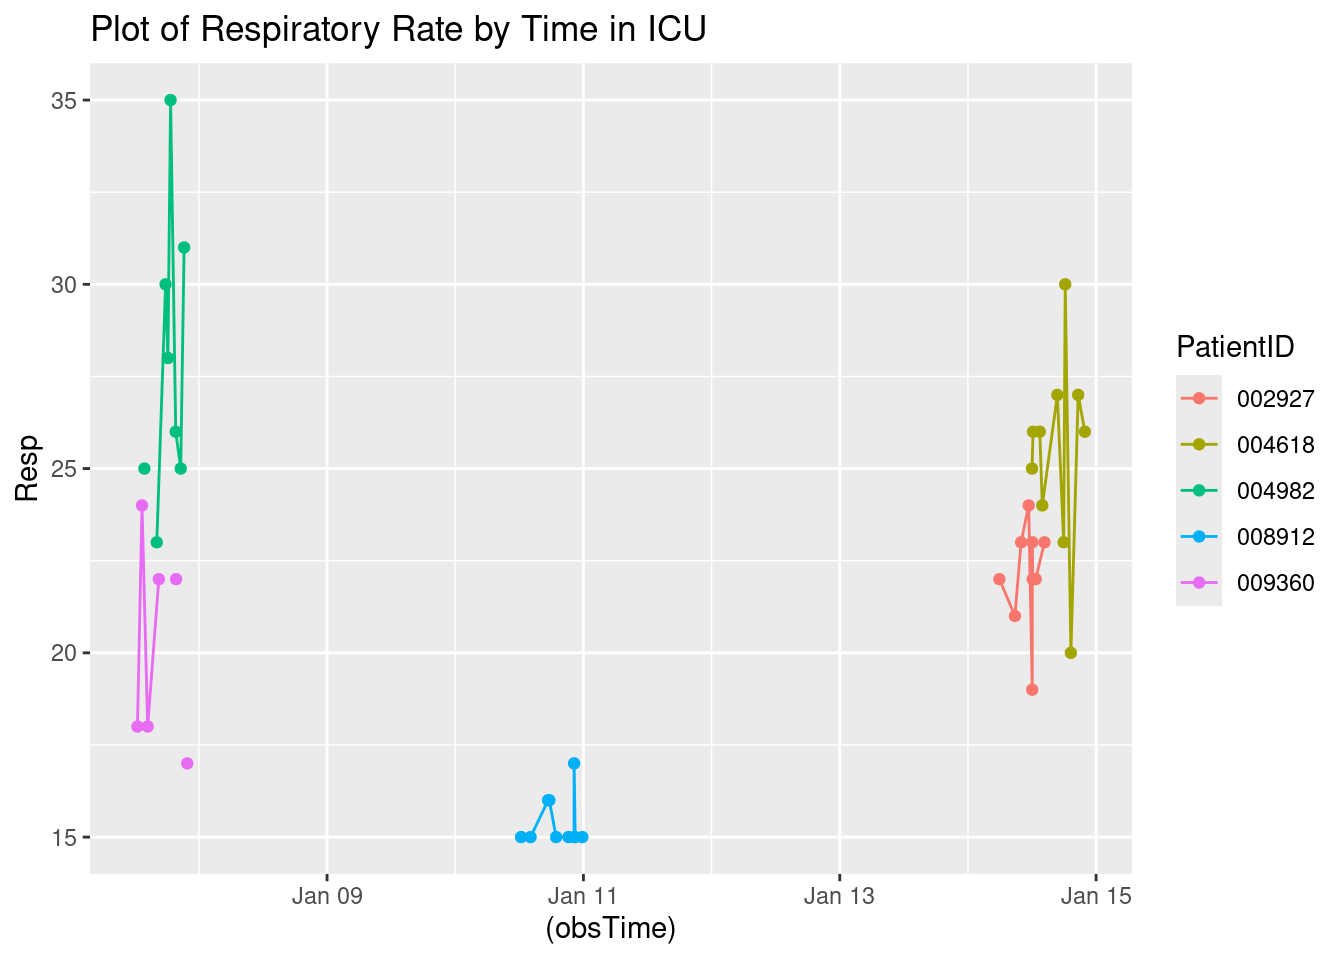 Plot of Respiratory Rate by Time in ICU
35
30
25
20
15
Resp
Jan 09
Jan 11
Jan 13
Jan 15
(obsTime)
PatientID
002927
004618
004982
008912
009360